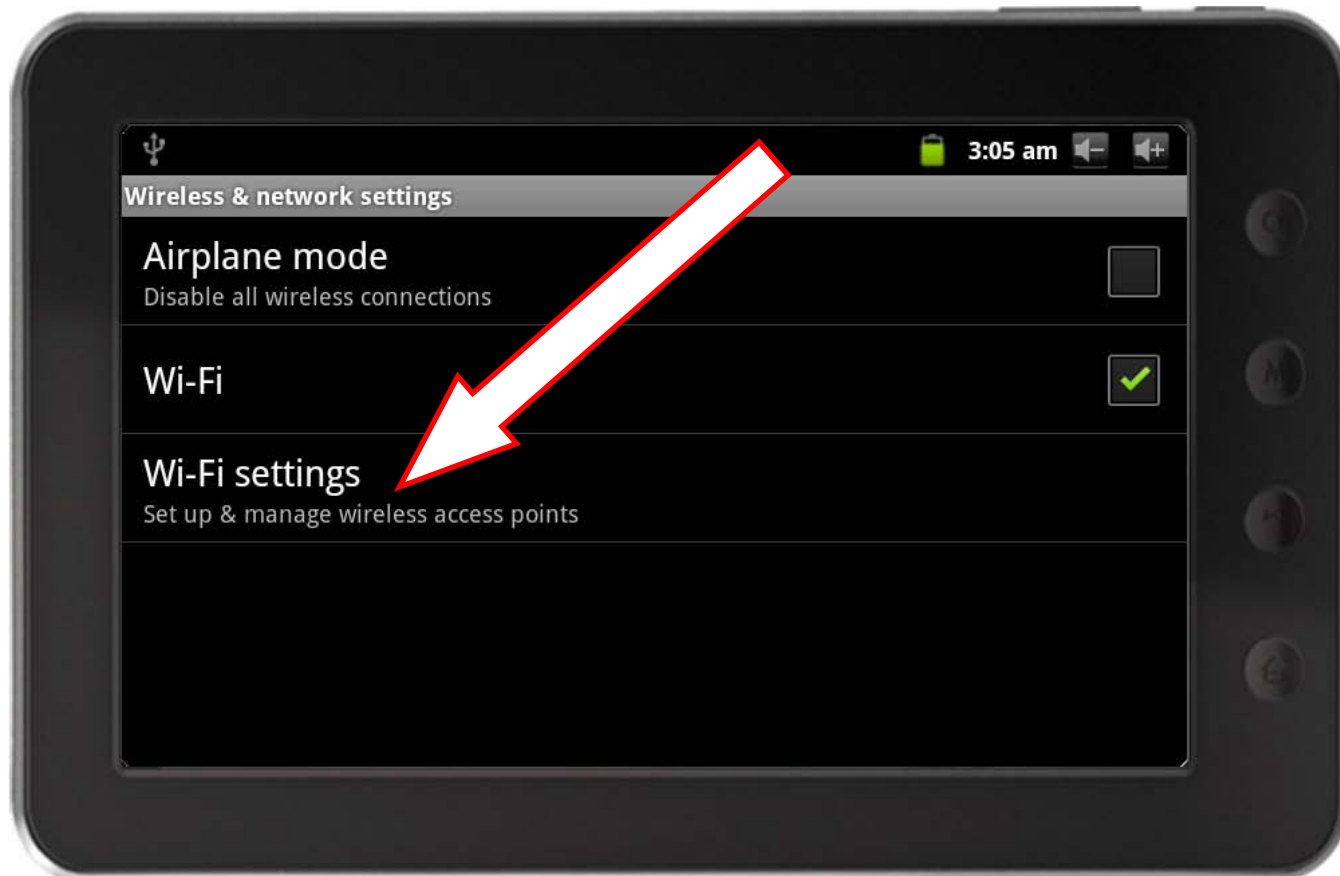 3:05 am
Wireless & network settings
Airplane mode
Disable all wireless connections
Wi-Fi
M
Wi-Fi settings
Set up & manage wireless access points